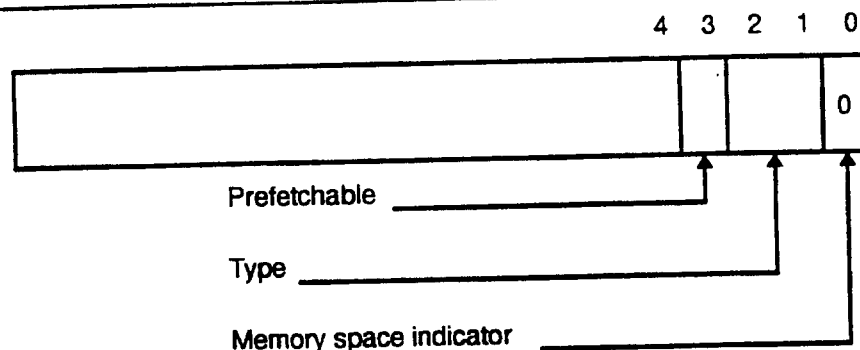 4 3 2 1 0
0
Prefetchable
Type
Memory space indicator